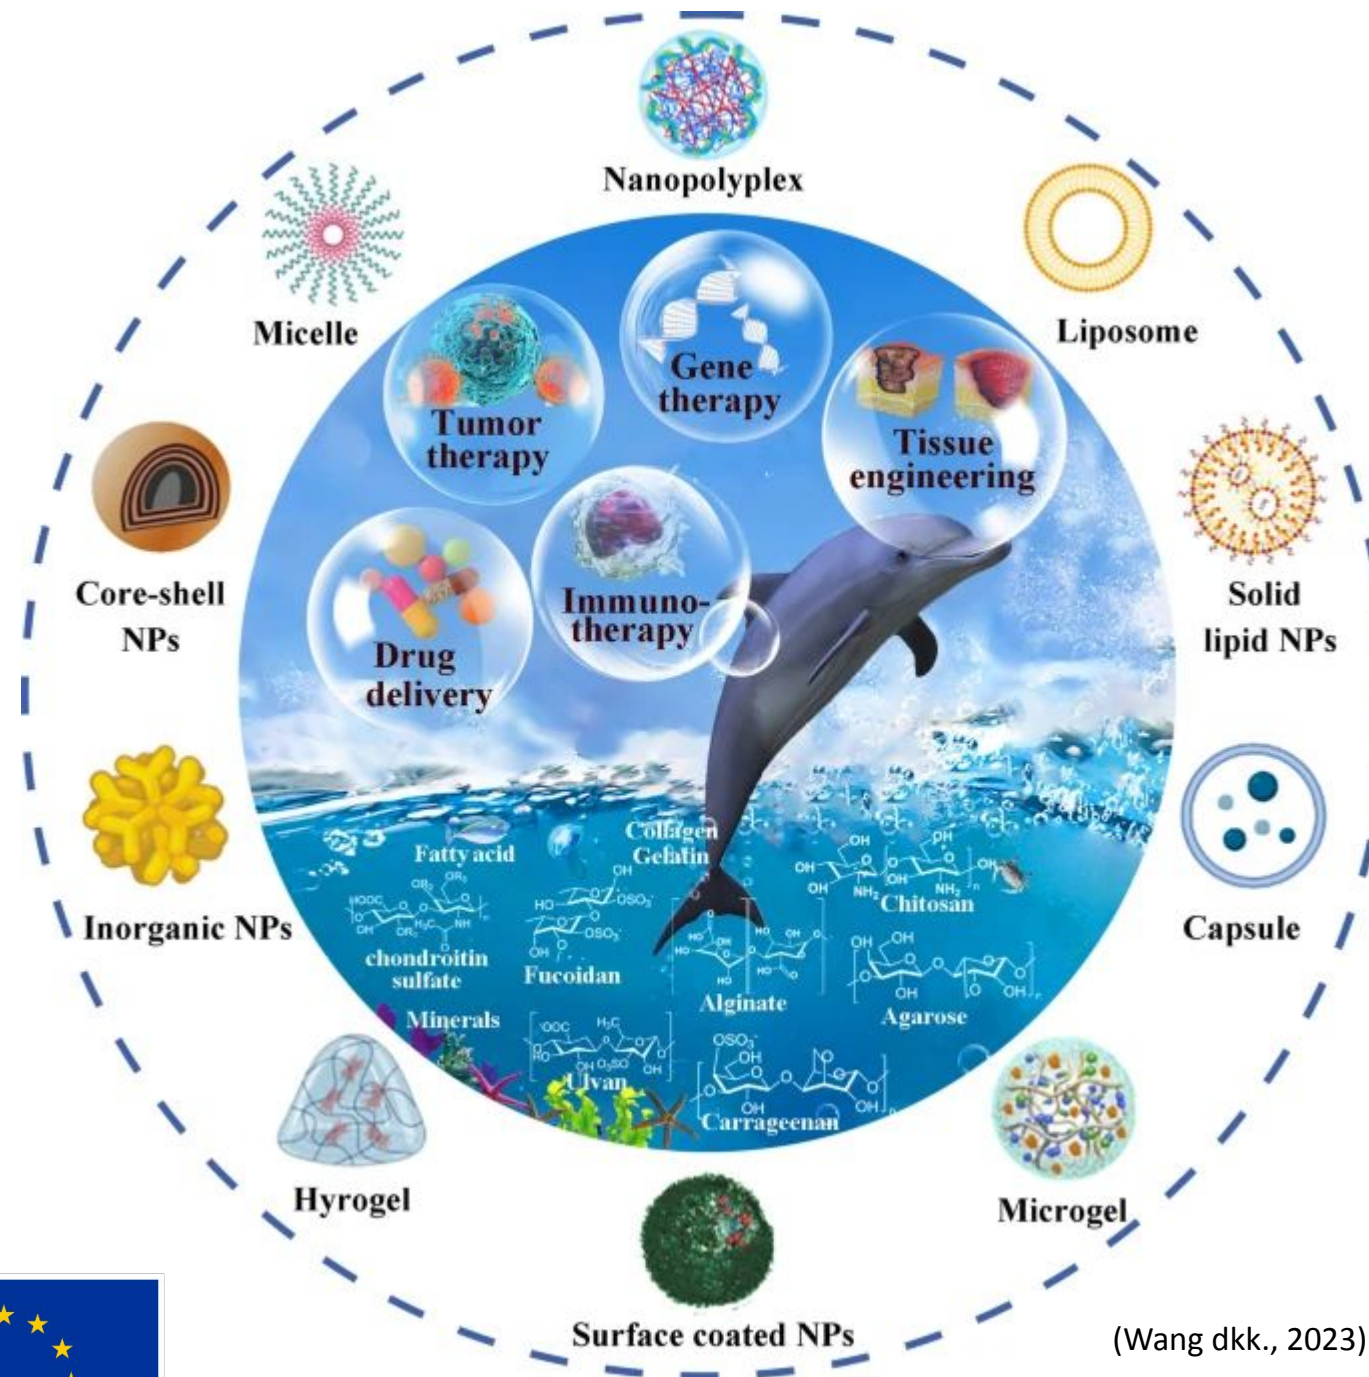 Nanopolyplex
Micelle
Liposome
Tumor
therapy
Gene
therapy
Tissue
engineering
Core-shell
NPs
Solid
lipid NPs
Immuno-
therapy
Drug
delivery
Inorganic NPs
Capsule
Fatty acid
Collagen
Gelatin
Chitosan
chondroitin
sulfate
Fucoidan
Alginate
Agarose
Minerals
Ulvan
Carrageenan
Hyrogel
Microgel
Surface coated NPs
(Wang dkk., 2023)